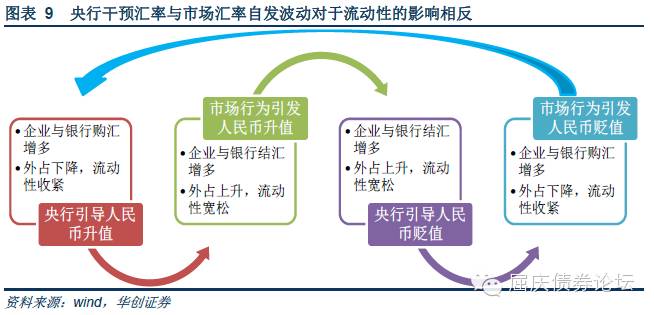 图表 9 央行干预汇率与市场汇率自发波动对于流动性的影响相反
• 企业与银行购汇
增多
• 外占下降，流动
性收紧
央行引导人民
币升值
市场行为引发
人民币升值
• 企业与银行结汇
增多
• 外占上升，流动
性宽松
• 企业与银行结汇
增多
• 外占上升，流动
性宽松
央行引导人民
币贬值
市场行为引发
人民币贬值
• 企业与银行购汇
增多
• 外占下降，流动
性收紧
屈庆债券论坛
资料来源：wind，华创证券